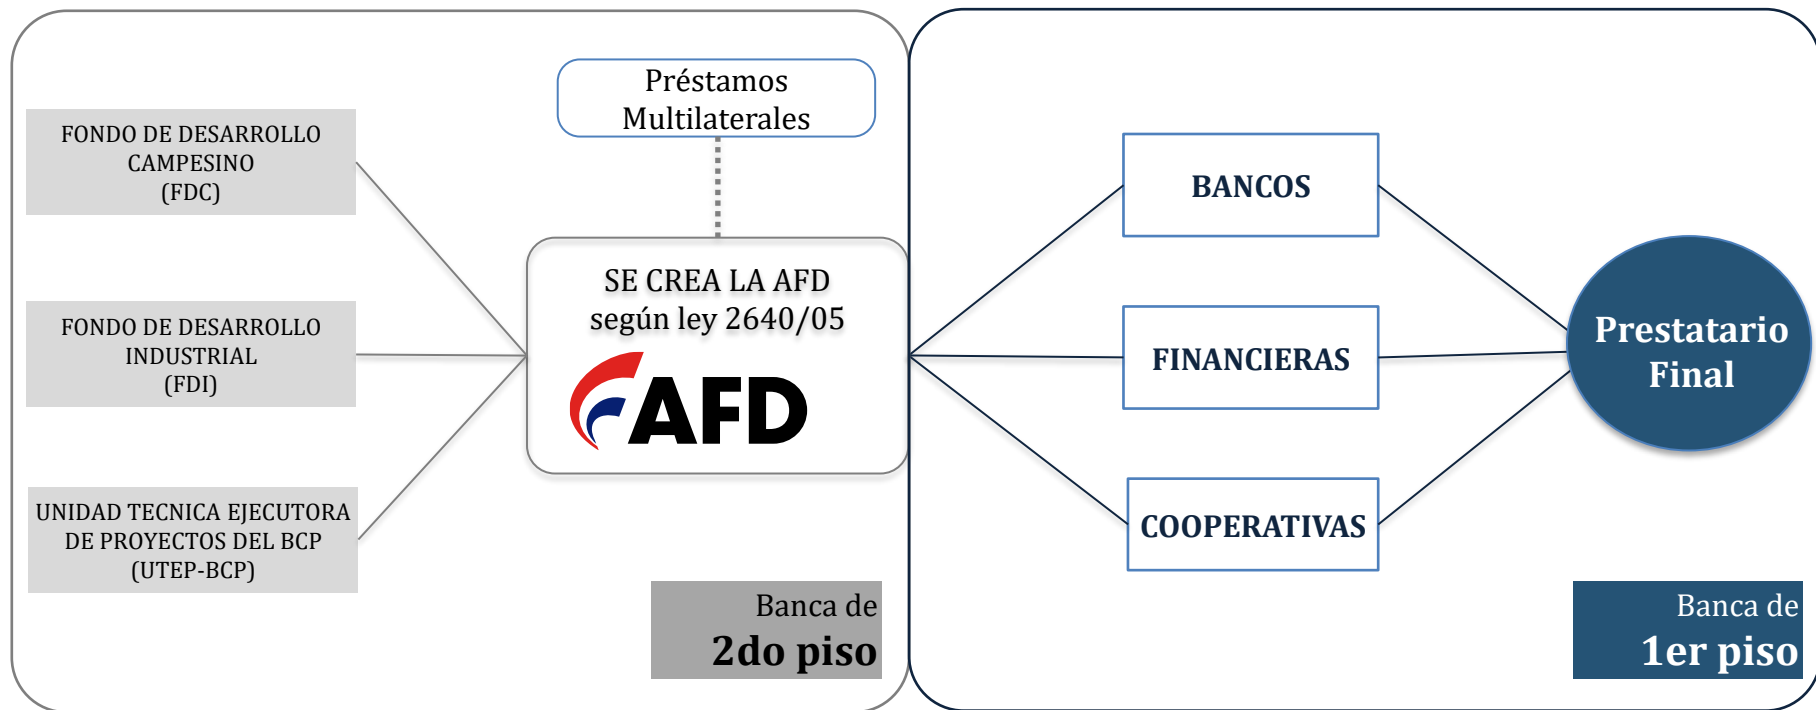 FONDO DE DESARROLLO
CAMPESINO
(FDC)
FONDO DE DESARROLLO
INDUSTRIAL
(FDI)
UNIDAD TECNICA EJECUTORA
DE PROYECTOS DEL BCP
(UTEP-BCP)
Préstamos
Multilaterales
SE CREA LA AFD
según ley 2640/05
AFD
Banca de
2do piso
BANCOS
FINANCIERAS
COOPERATIVAS
Prestatario
Final
Banca de
1er piso